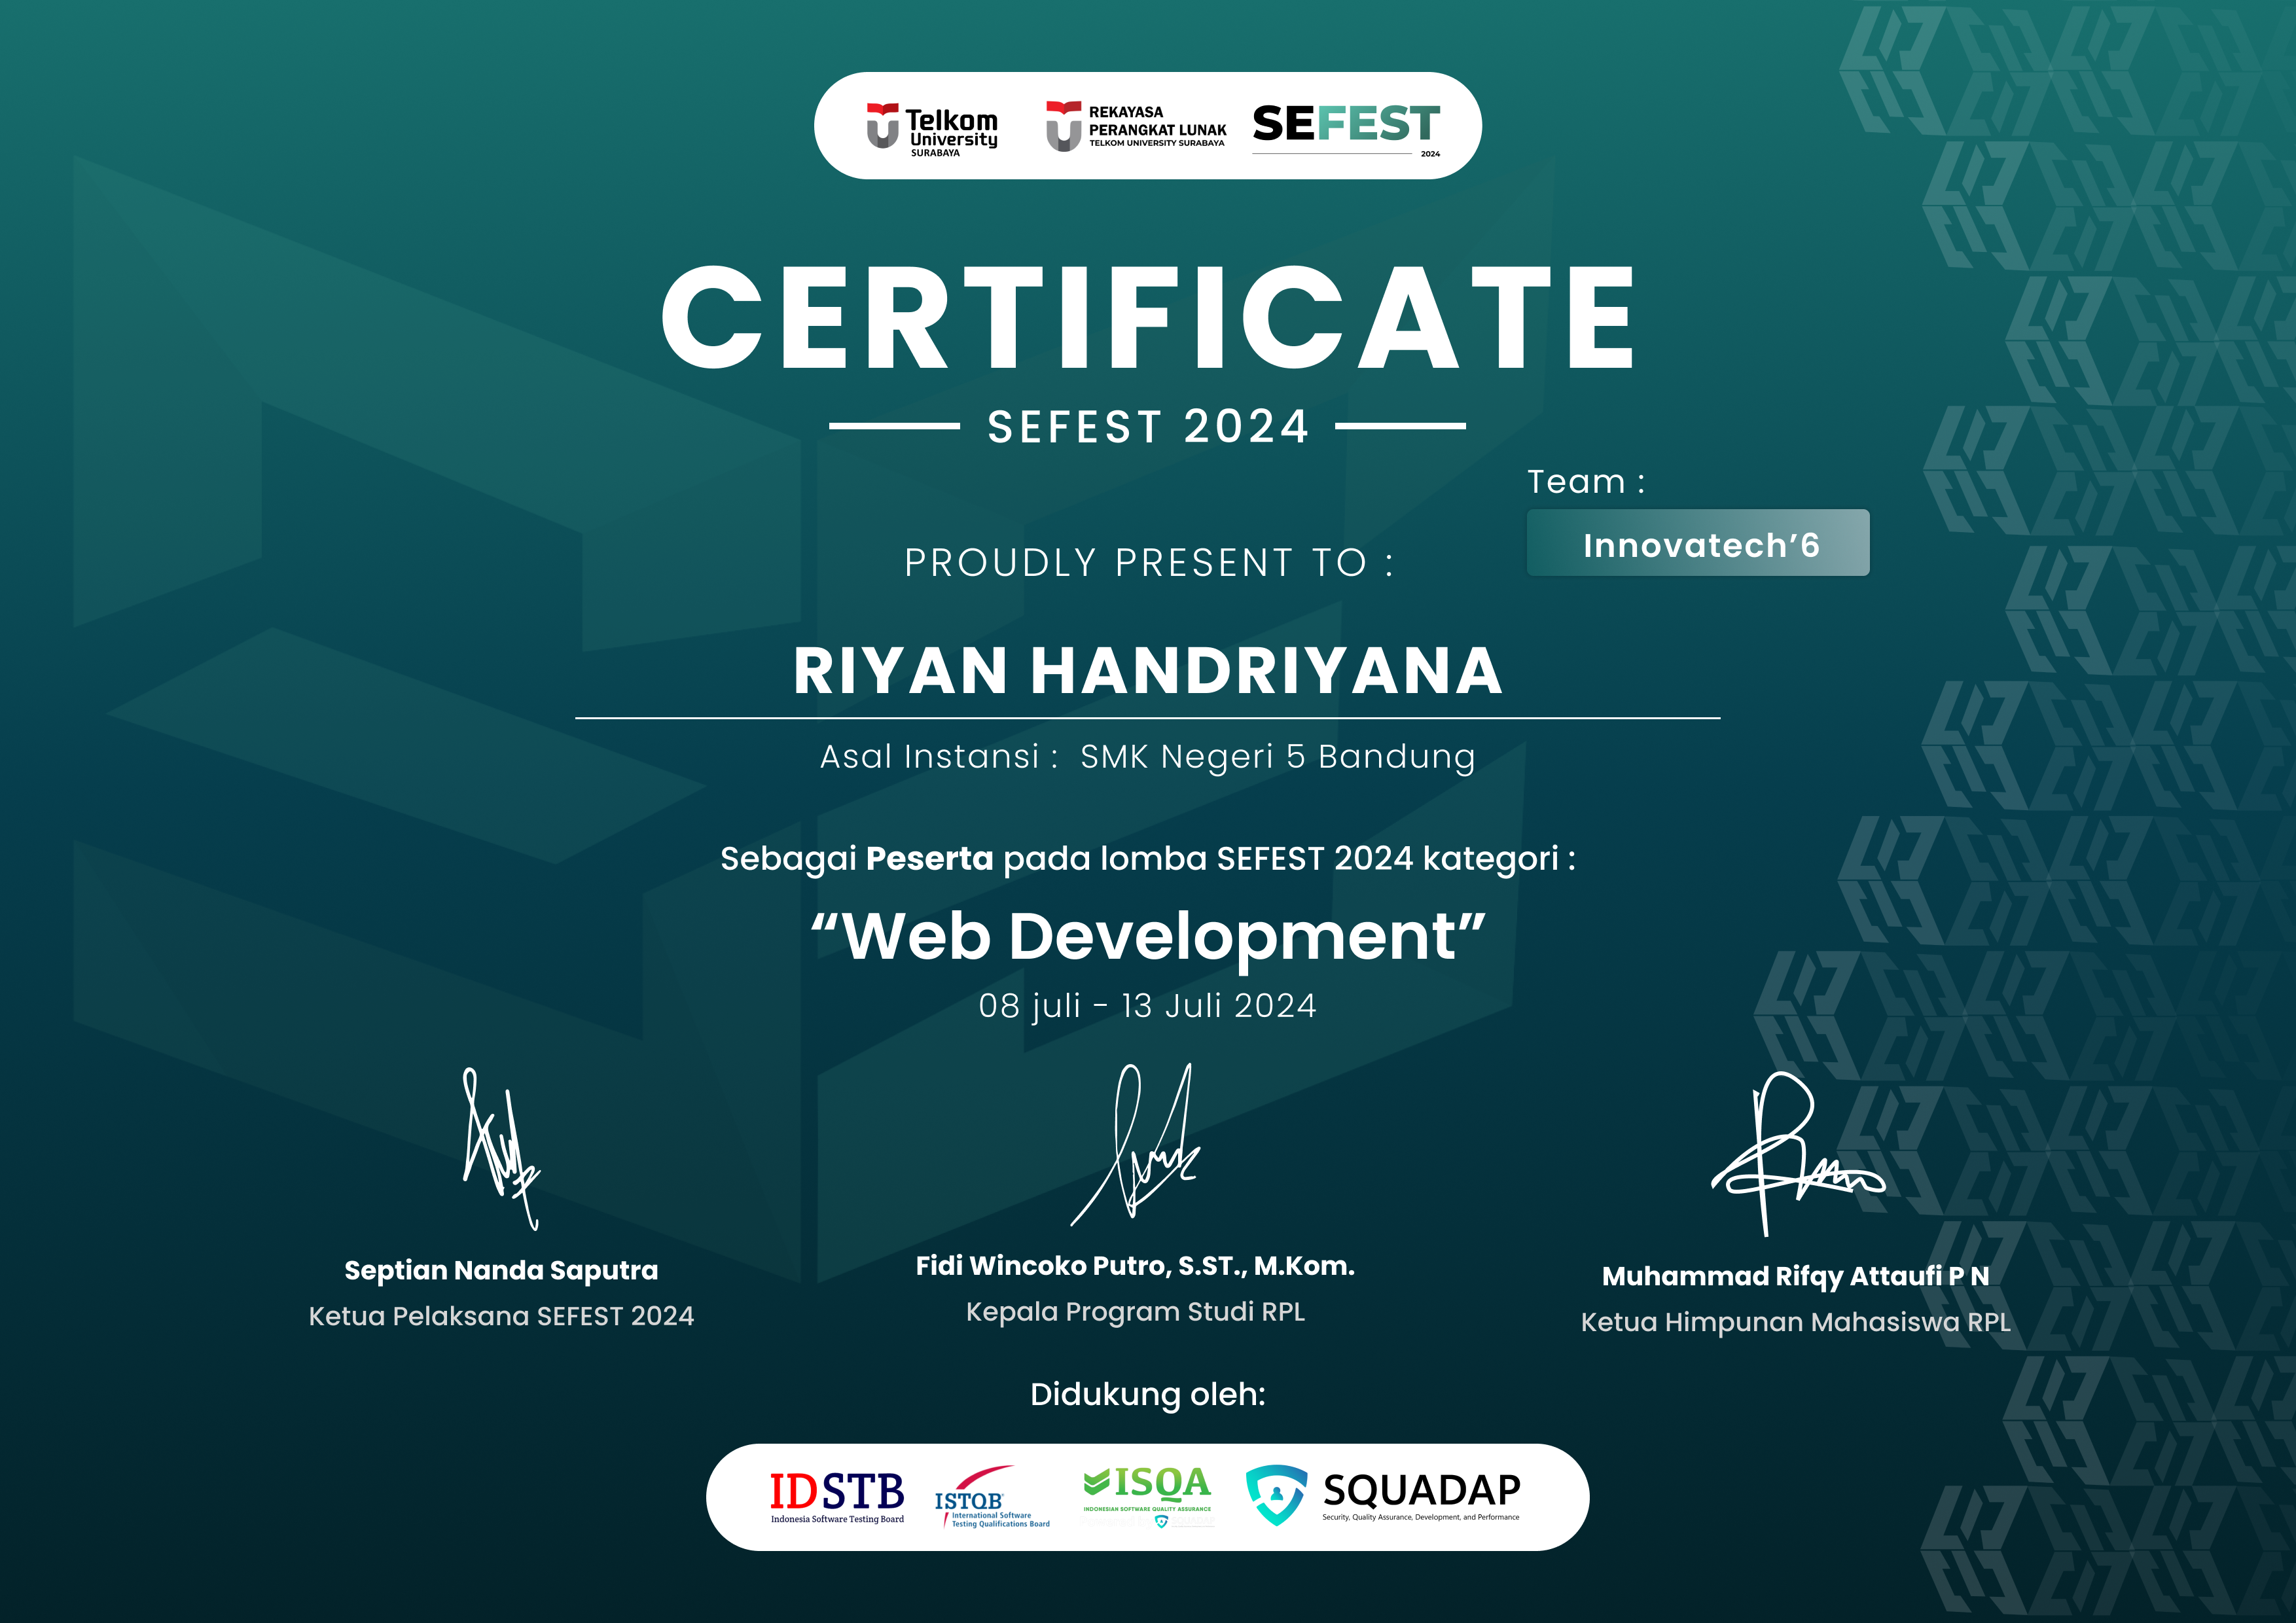 Telkom
University
SURABAYA
REKAYASA
PERANGKAT LUNAK
TELKOM UNIVERSITY SURABAYA
SEFEST
2024
CERTIFICATE
SEFEST 2024
Team :
Innovatech’6
PROUDLY PRESENT TO :
RIYAN HANDRIYANA
Asal Instansi : SMK Negeri 5 Bandung
Sebagai Peserta pada lomba SEFEST 2024 kategori :
“Web Development”
08 juli - 13 Juli 2024
Septian Nanda Saputra
Ketua Pelaksana SEFEST 2024
Fidi Wincoko Putro, S.ST., M.Kom.
Kepala Program Studi RPL
Muhammad Rifqy Attaufi P N
Ketua Himpunan Mahasiswa RPL
Didukung oleh:
IDSTB
Indonesia Software Testing Board
ISTQB®
International Software
Testing Qualifications Board
ISQA
INDONESIAN SOFTWARE QUALITY ASSURANCE
SQUADAP
Security, Quality Assurance, Development, and Performance